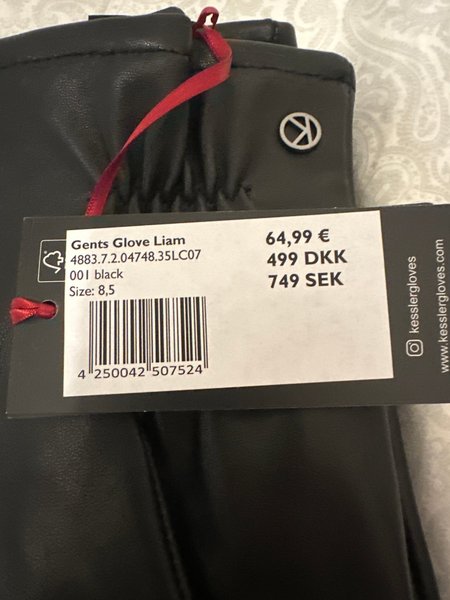 Gents Glove Liam
4883.7.2.04748.35LC07
001 black
Size: 8,5
64,99 €
499 DKK
749 SEK
4 250042 507524
kesslergloves
www.kesslergloves.com